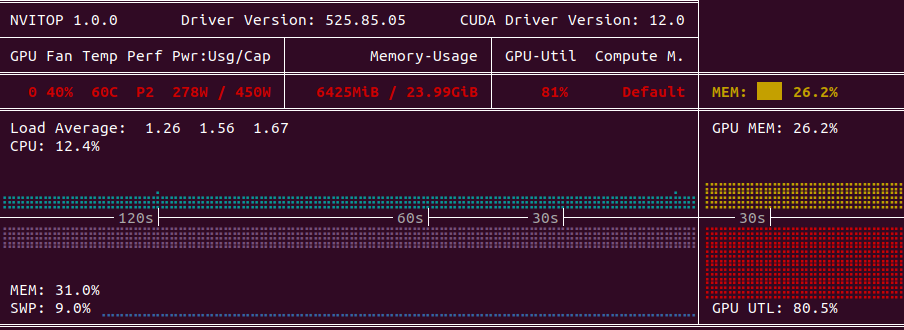 NVITOP 1.0.0 Driver Version: 525.85.05 CUDA Driver Version: 12.0
GPU Fan Temp Perf Pwr:Usg/Cap Memory-Usage GPU-Util Compute M.
0 40% 60C P2 278W / 450W 6425MiB / 23.99GiB 81% Default MEM: 26.2%
Load Average: 1.26 1.56 1.67 GPU MEM: 26.2%
CPU: 12.4%
120s 60s 30s 30s
MEM: 31.0%
SWP: 9.0% GPU UTL: 80.5%